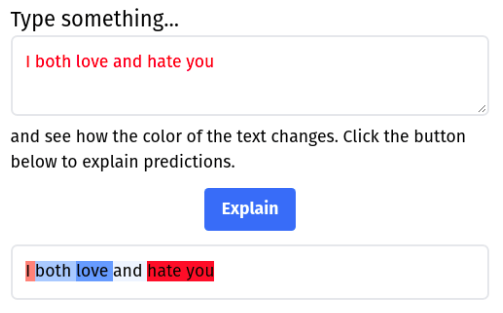 Type something...
I both love and hate you
and see how the color of the text changes. Click the button
below to explain predictions.
Explain
I both love and hate you